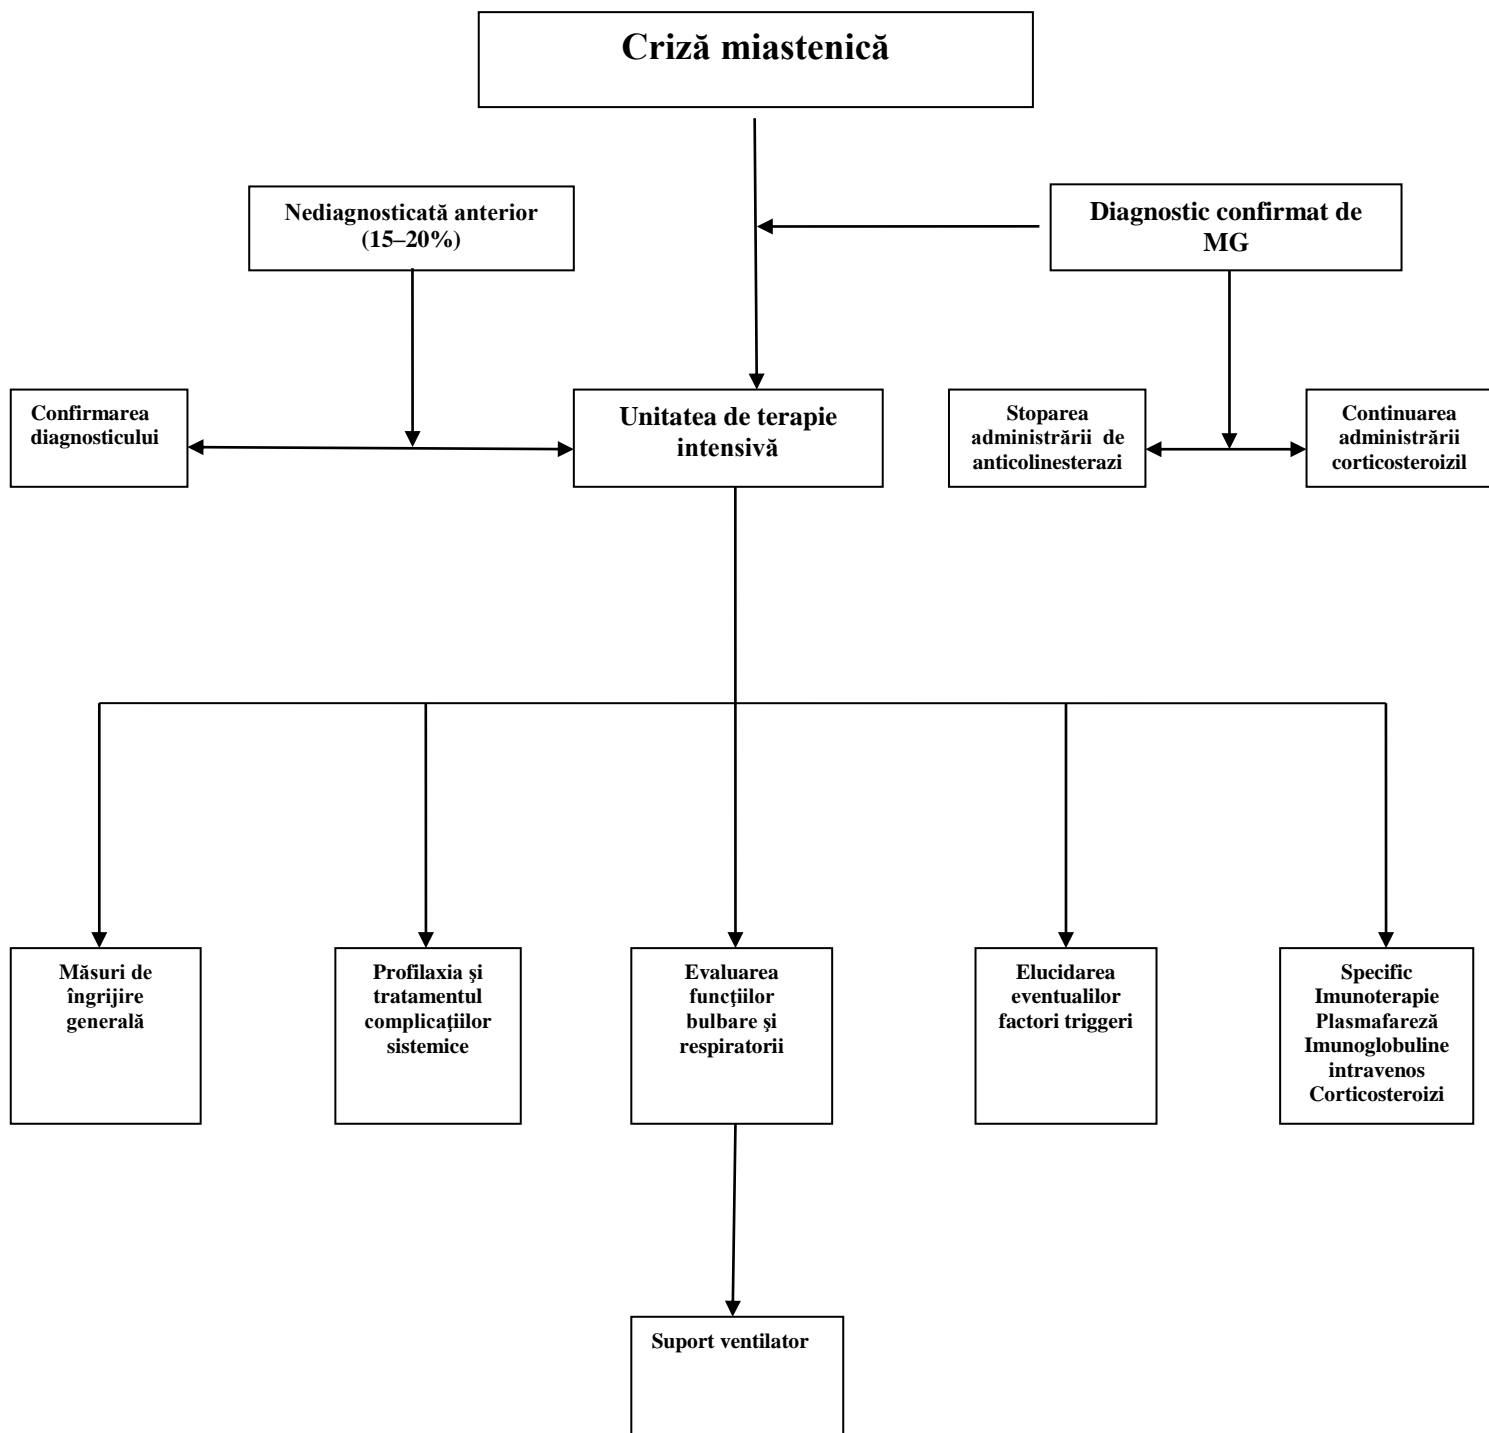 Criză miastenică
Nediagnosticată anterior
(15–20%)
Diagnostic confirmat de
MG
Confirmarea
diagnosticului
Unitatea de terapie
intensivă
Stoparea
administrării de
anticolinesterazi
Continuarea
administrării
corticosteroizil
Măsuri de
îngrijire
generală
Profilaxia şi
tratamentul
complicaţiilor
sistemice
Evaluarea
funcţiilor
bulbare şi
respiratorii
Elucidarea
eventualilor
factori triggeri
Specific
Imunoterapie
Plasmafareză
Imunoglobuline
intravenos
Corticosteroizi
Suport ventilator